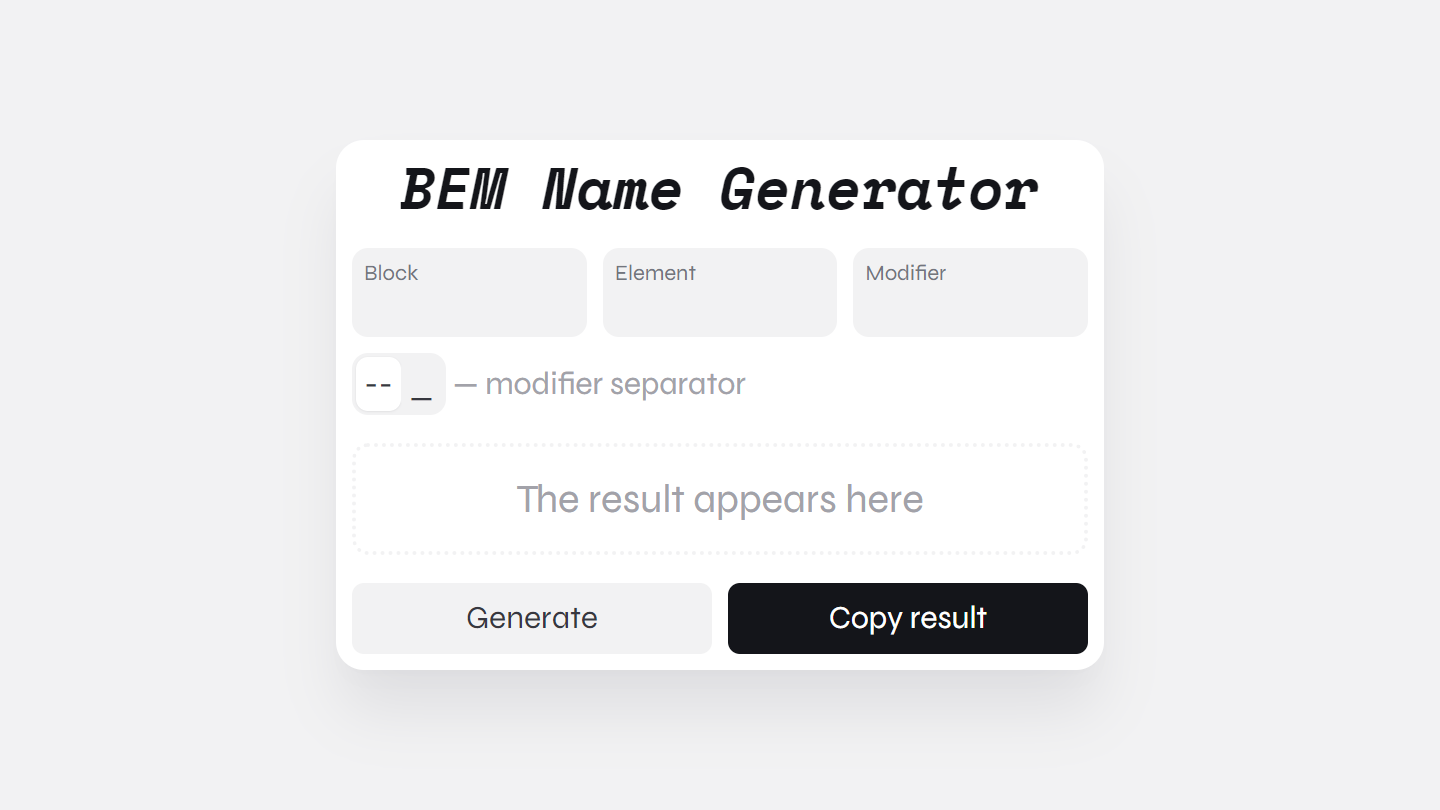 BEM Name Generator
Block
Element
Modifier
-- _ — modifier separator
The result appears here
Generate
Copy result